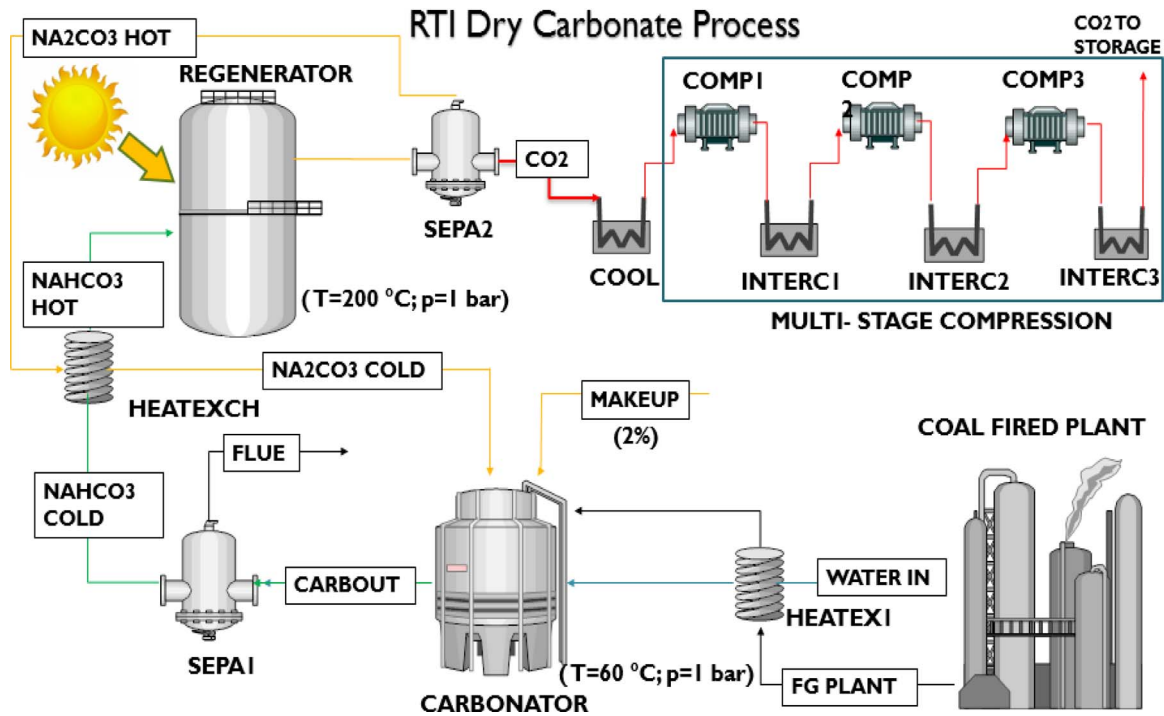 RTI Dry Carbonate Process
NA2CO3 HOT
REGENERATOR
CO2 TO
STORAGE
COMP1
COMP
2
COMP3
CO2
SEPA2
COOL
INTERC1
INTERC2
INTERC3
MULTI- STAGE COMPRESSION
NAHCO3
HOT
(T=200 °C; p=1 bar)
HEATEXCH
NA2CO3 COLD
MAKEUP
(2%)
COAL FIRED PLANT
FLUE
NAHCO3
COLD
CARBOUT
WATER IN
HEATEX1
SEPA1
(T=60 °C; p=1 bar)
CARBONATOR
FG PLANT